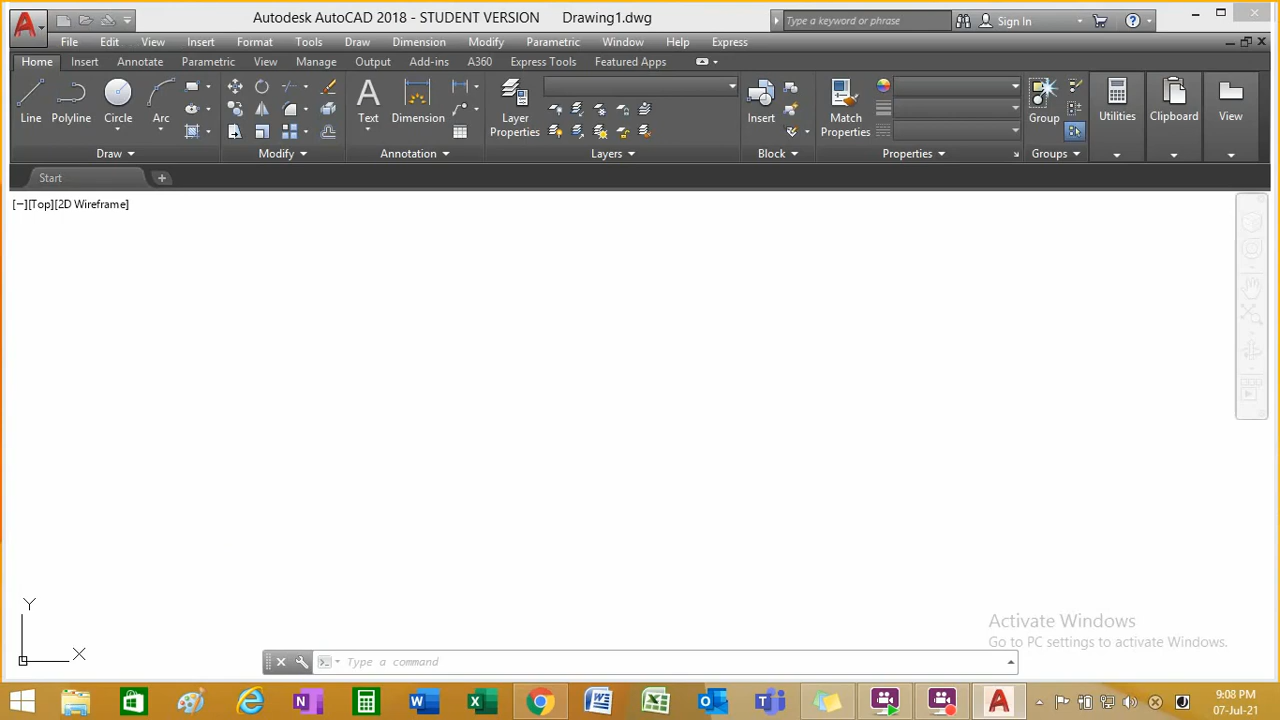 Autodesk AutoCAD 2018 - STUDENT VERSION Drawing1.dwg
Type a keyword or phrase
Sign In
File Edit View Insert Format Tools Draw Dimension Modify Parametric Window Help Express
Home Insert Annotate Parametric View Manage Output Add-ins A360 Express Tools Featured Apps
Line Polyline Circle Arc
Text Dimension
Layer Properties
Insert
Match Properties
Group
Utilities
Clipboard
View
Draw Modify Annotation Layers Block Properties Groups
Start
[−][Top][2D Wireframe]
Y
X
Activate Windows
Go to PC settings to activate Windows.
Type a command
9:08 PM
07-Jul-21